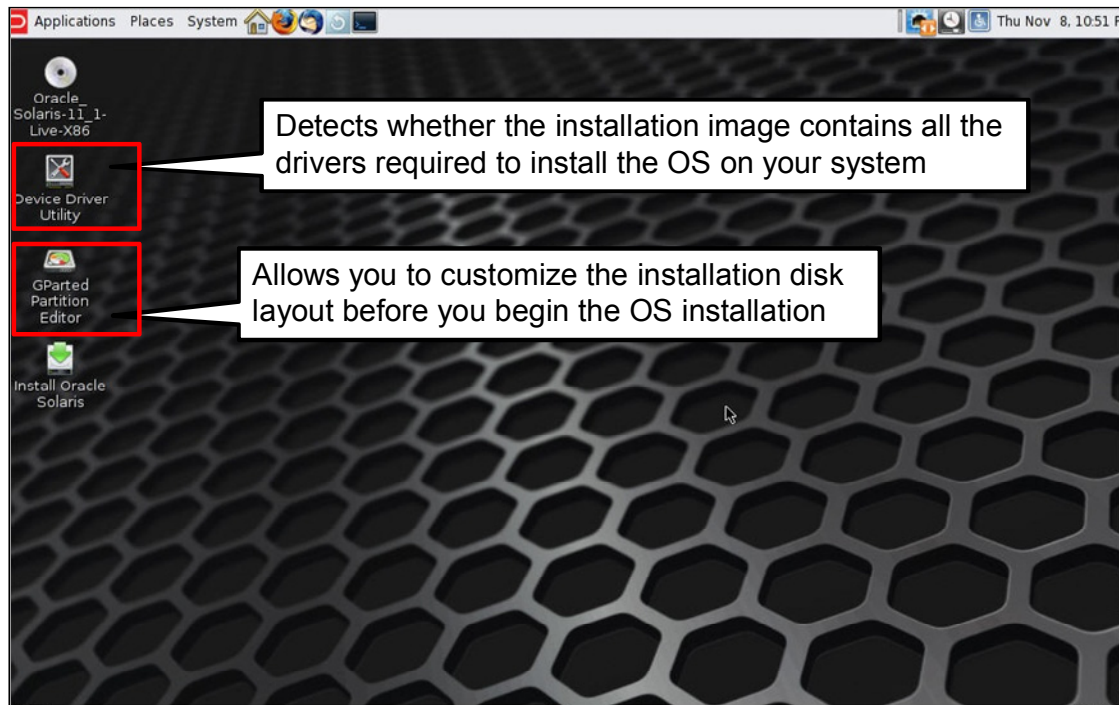 Applications Places System
Thu Nov 8, 10:51
Oracle_
Solaris-11_1-
Live-X86
Detects whether the installation image contains all the
drivers required to install the OS on your system
Device Driver
Utility
Allows you to customize the installation disk
layout before you begin the OS installation
GParted
Partition
Editor
Install Oracle
Solaris